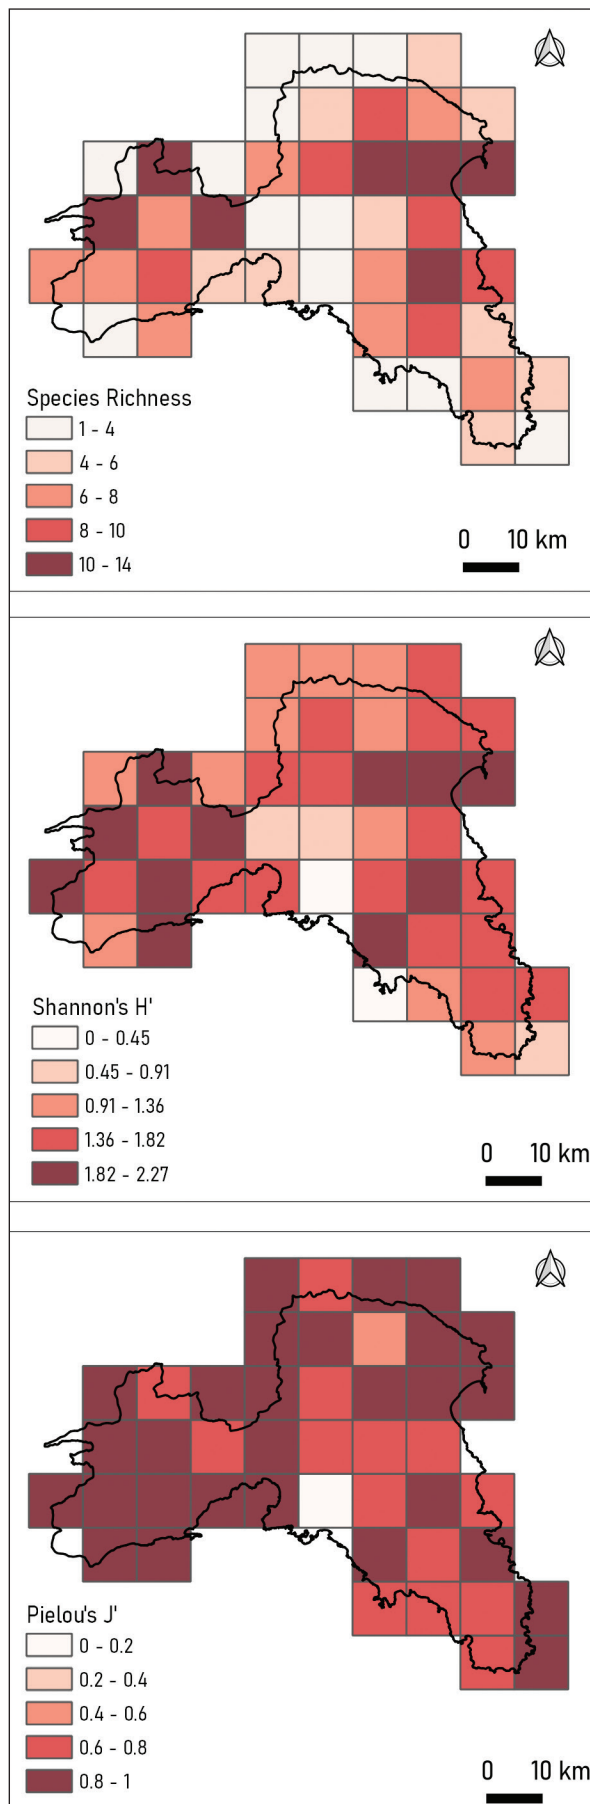 Species Richness
1 - 4
4 - 6
6 - 8
8 - 10
10 - 14
0 10 km
Shannon's H'
0 - 0.45
0.45 - 0.91
0.91 - 1.36
1.36 - 1.82
1.82 - 2.27
0 10 km
Pielou's J'
0 - 0.2
0.2 - 0.4
0.4 - 0.6
0.6 - 0.8
0.8 - 1
0 10 km